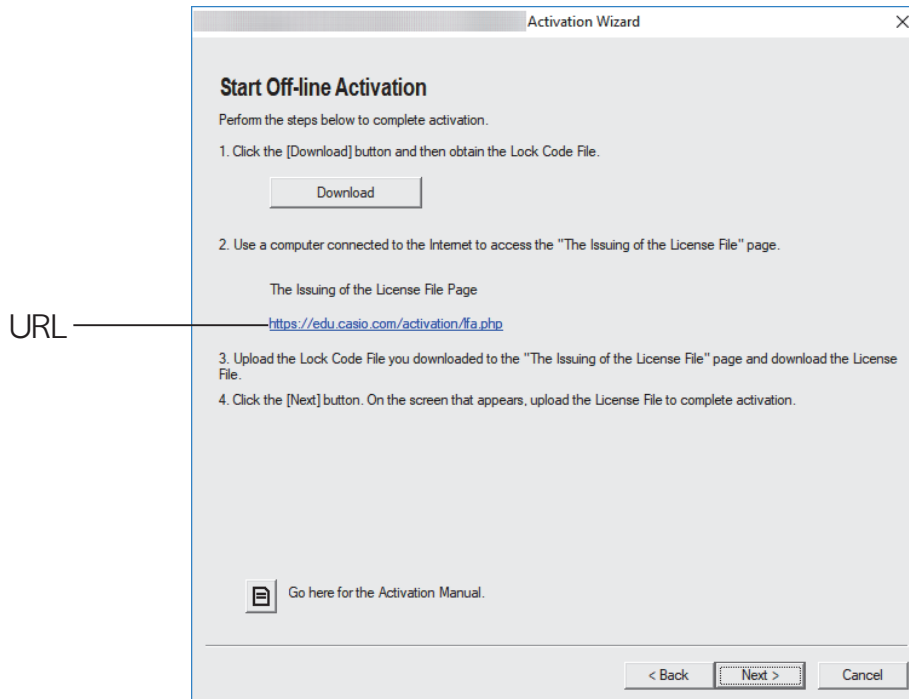 Activation Wizard
Start Off-line Activation
Perform the steps below to complete activation.
1. Click the [Download] button and then obtain the Lock Code File.
Download
2. Use a computer connected to the Internet to access the "The Issuing of the License File" page.
The Issuing of the License File Page
URL
https://edu.casio.com/activation/lfa.php
3. Upload the Lock Code File you downloaded to the "The Issuing of the License File" page and download the License
File.
4. Click the [Next] button. On the screen that appears, upload the License File to complete activation.
Go here for the Activation Manual.
< Back
Next >
Cancel